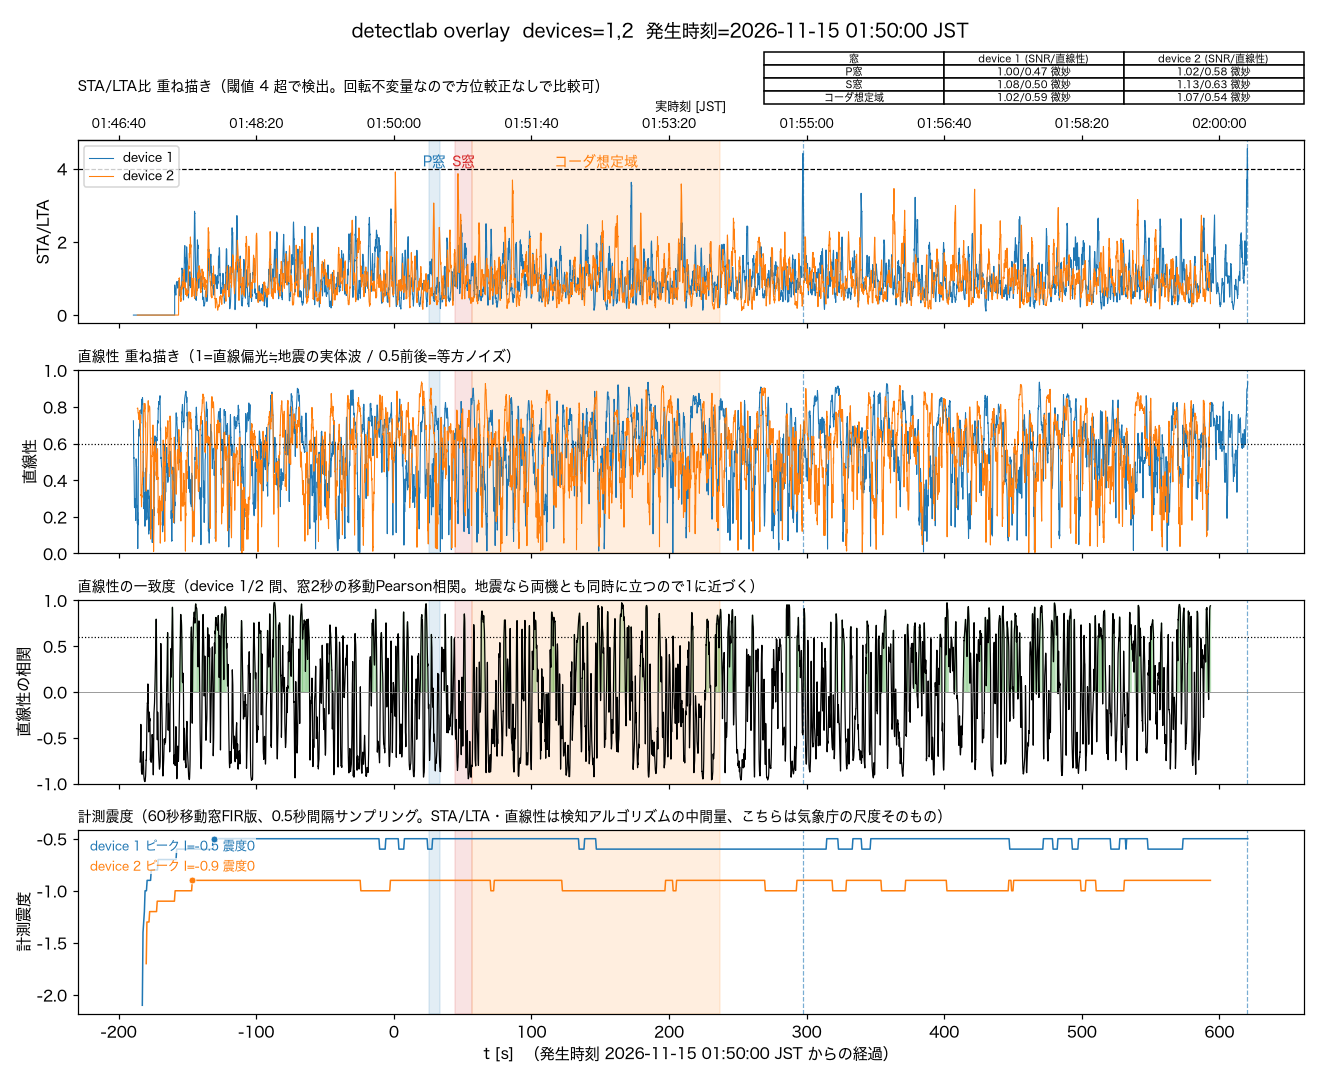 detectlab overlay devices=1,2 発生時刻=2026-11-15 01:50:00 JST
窓 device 1 (SNR/直線性) device 2 (SNR/直線性)
P窓 1.00/0.47 微妙 1.02/0.58 微妙
S窓 1.08/0.50 微妙 1.13/0.63 微妙
コーダ想定域 1.02/0.59 微妙 1.07/0.54 微妙
STA/LTA比 重ね描き（閾値 4 超で検出。回転不変量なので方位較正なしで比較可）
実時刻 [JST]
01:46:40 01:48:20 01:50:00 01:51:40 01:53:20 01:55:00 01:56:40 01:58:20 02:00:00
device 1
device 2
P窓 S窓 コーダ想定域
STA/LTA
4
2
0
直線性 重ね描き（1=直線偏光≒地震の実体波 / 0.5前後=等方ノイズ）
直線性
1.0
0.8
0.6
0.4
0.2
0.0
直線性の一致度（device 1/2 間、窓2秒の移動Pearson相関。地震なら両機とも同時に立つので1に近づく）
直線性の相関
1.0
0.5
0.0
-0.5
-1.0
計測震度（60秒移動窓FIR版、0.5秒間隔サンプリング。STA/LTA・直線性は検知アルゴリズムの中間量、こちらは気象庁の尺度そのもの）
device 1 ピーク I=-0.5 震度0
device 2 ピーク I=-0.9 震度0
計測震度
-0.5
-1.0
-1.5
-2.0
-200 -100 0 100 200 300 400 500 600
t [s] （発生時刻 2026-11-15 01:50:00 JST からの経過）